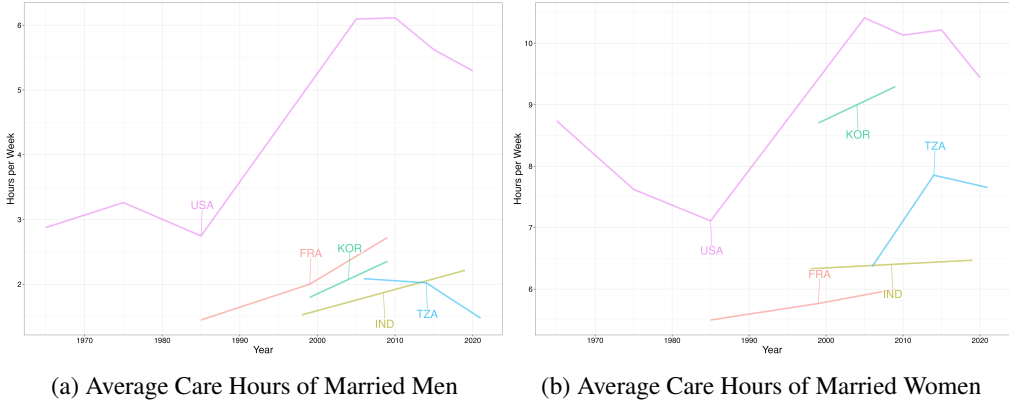 6
5
4
3
2
Hours per Week
USA
FRA
KOR
IND
TZA
1970 1980 1990 2000 2010 2020
Year
(a) Average Care Hours of Married Men
10
9
8
7
6
Hours per Week
KOR
TZA
USA
FRA
IND
1970 1980 1990 2000 2010 2020
Year
(b) Average Care Hours of Married Women